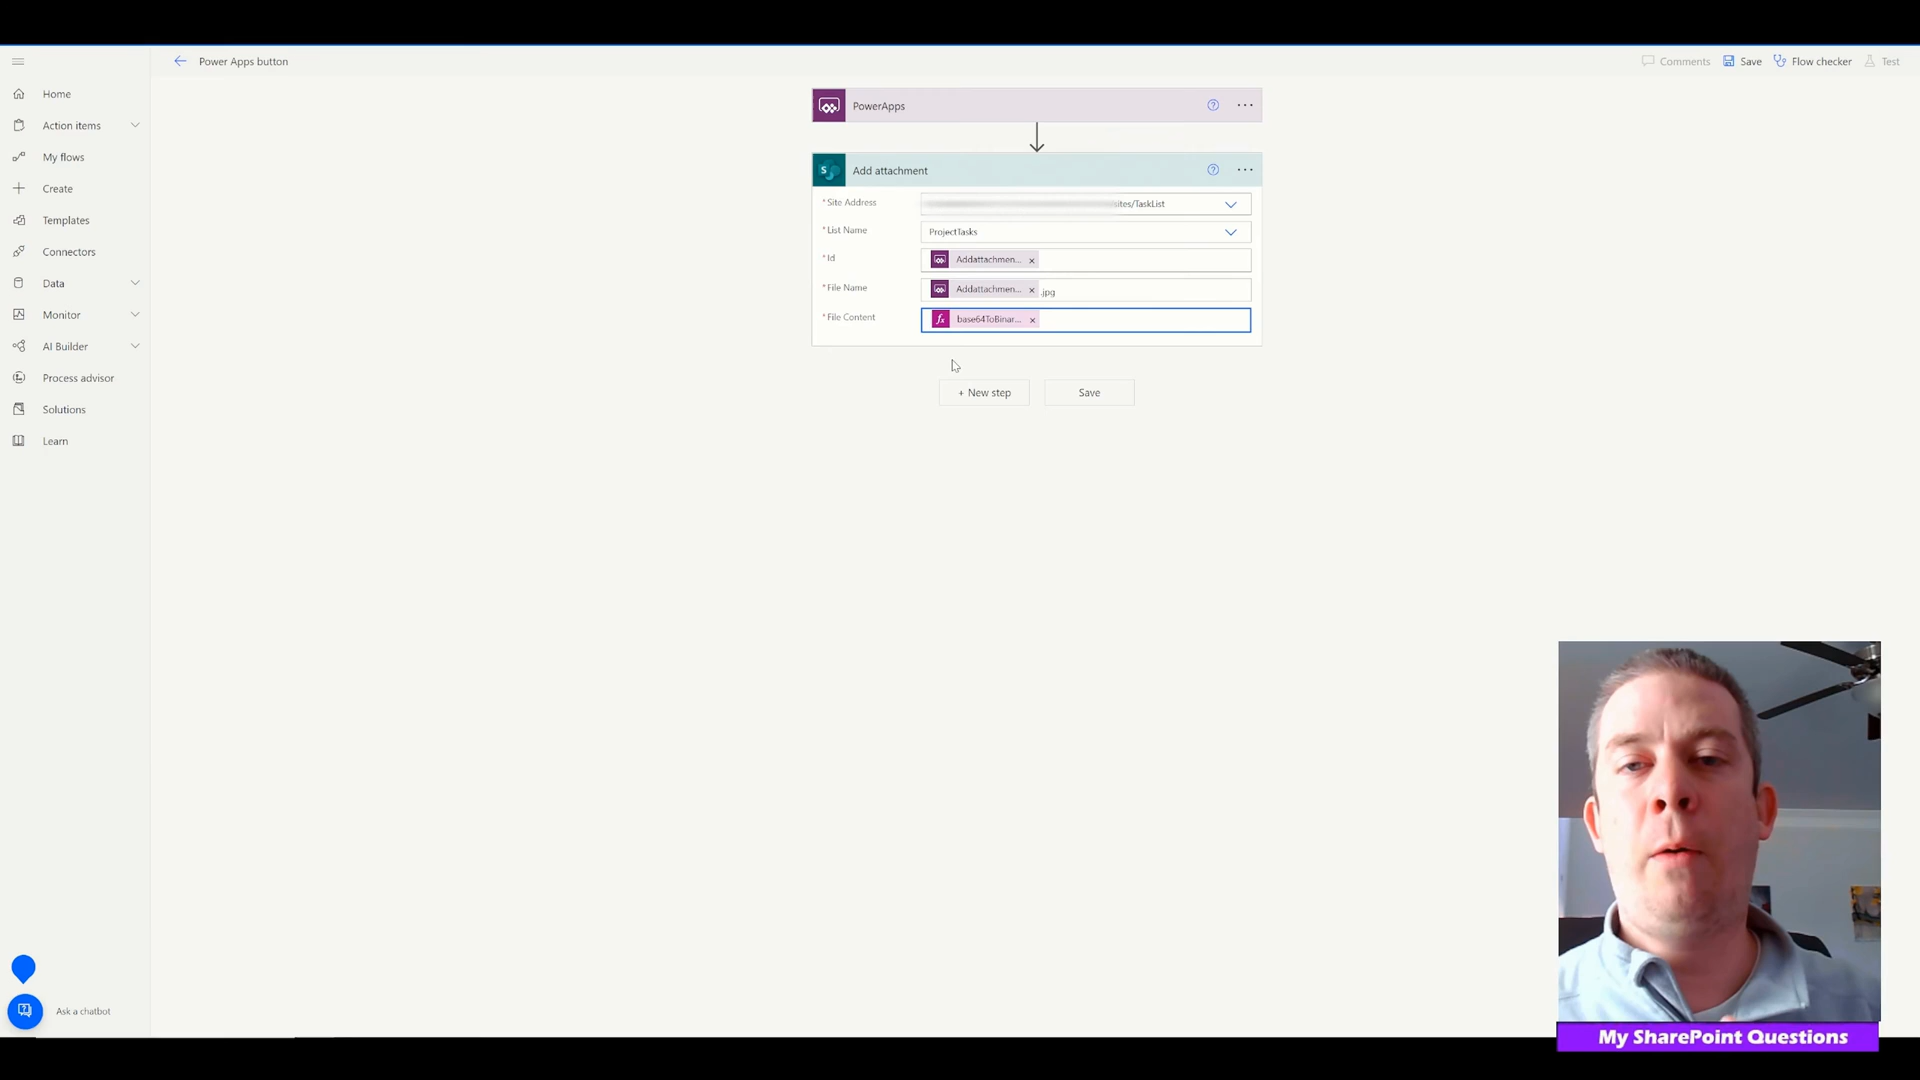 Power Apps button
Comments
Save
Flow checker
Test
Home
Action items
My flows
Create
Templates
Connectors
Data
Monitor
AI Builder
Process advisor
Solutions
Learn
Ask a chatbot
PowerApps
Add attachment
* Site Address
sites/TaskList
* List Name
ProjectTasks
* Id
Addattachmen... ×
* File Name
Addattachmen... × .jpg
* File Content
fx base64ToBinar... ×
+ New step
Save
My SharePoint Questions